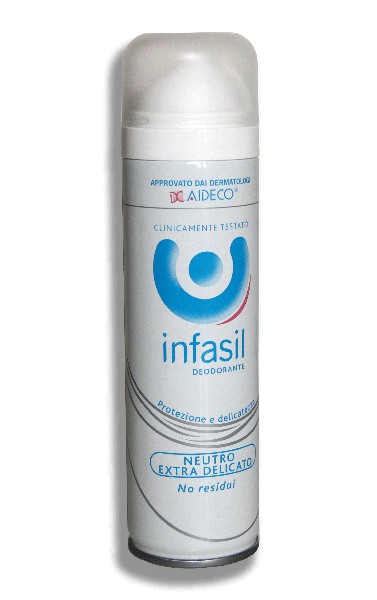 APPROVATO DAI DERMATOLOGI
AIDECO®
CLINICAMENTE TESTATO
infasil
DEODORANTE
Protezione e delicatezza
NEUTRO
EXTRA DELICATO
No residui